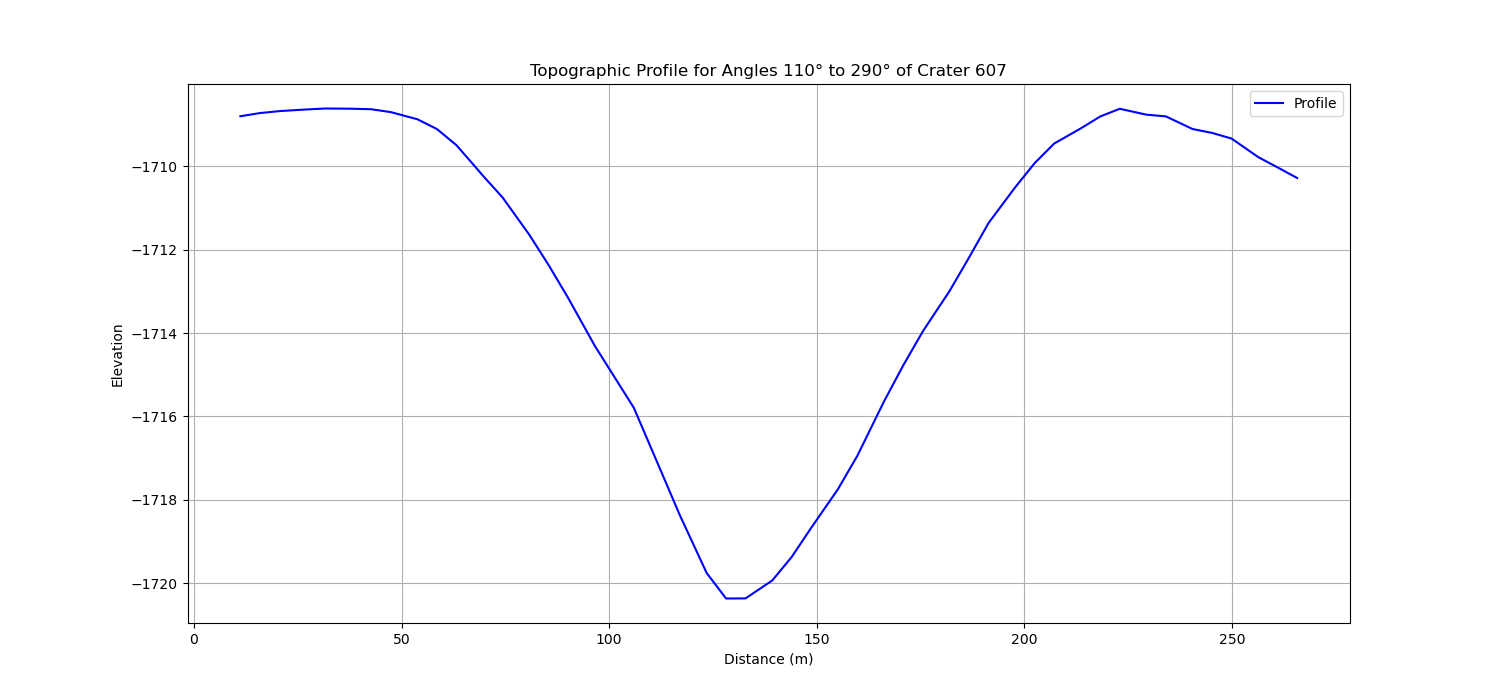 Topographic Profile for Angles 110° to 290° of Crater 607
Profile
−1710
−1712
−1714
−1716
−1718
−1720
Elevation
0 50 100 150 200 250
Distance (m)